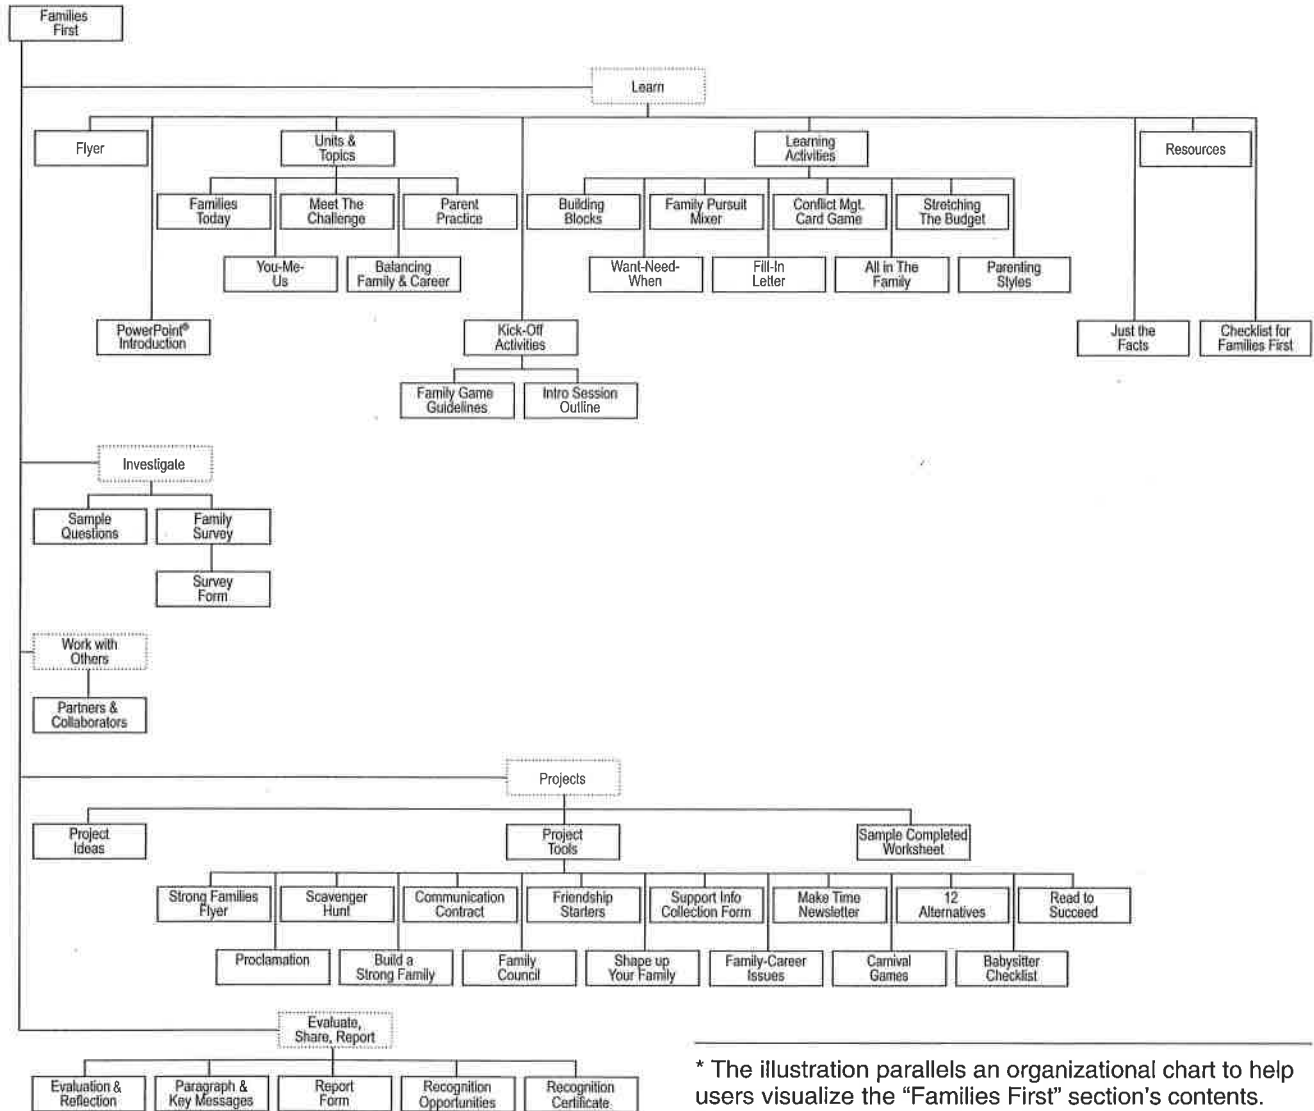 Families
First
Learn
Flyer
Units &
Topics
Learning
Activities
Resources
Families
Today
Meet The
Challenge
Parent
Practice
Building
Blocks
Family Pursuit
Mixer
Conflict Mgt.
Card Game
Stretching
The Budget
You-Me-
Us
Balancing
Family & Career
Want-Need-
When
Fill-In
Letter
All in The
Family
Parenting
Styles
PowerPoint®
Introduction
Kick-Off
Activities
Just the
Facts
Checklist for
Families First
Family Game
Guidelines
Intro Session
Outline
Investigate
Sample
Questions
Family
Survey
Survey
Form
Work with
Others
Partners &
Collaborators
Projects
Project
Ideas
Project
Tools
Sample Completed
Worksheet
Strong Families
Flyer
Scavenger
Hunt
Communication
Contract
Friendship
Starters
Support Info
Collection Form
Make Time
Newsletter
12
Alternatives
Read to
Succeed
Proclamation
Build a
Strong Family
Family
Council
Shape up
Your Family
Family-Career
Issues
Carnival
Games
Babysitter
Checklist
Evaluate,
Share, Report
Evaluation &
Reflection
Paragraph &
Key Messages
Report
Form
Recognition
Opportunities
Recognition
Certificate
* The illustration parallels an organizational chart to help
users visualize the “Families First” section’s contents.